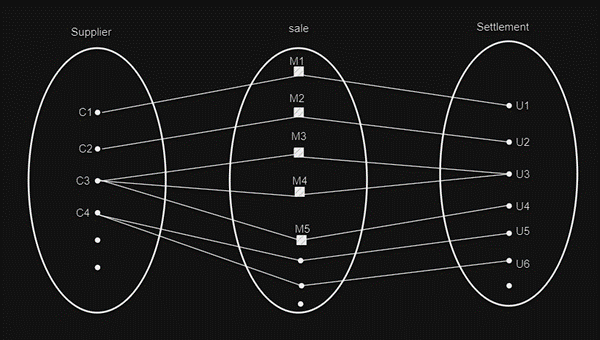 Supplier
sale
Settlement
M1
C1
U1
M2
C2
U2
M3
C3
U3
M4
C4
U4
M5
U5
U6